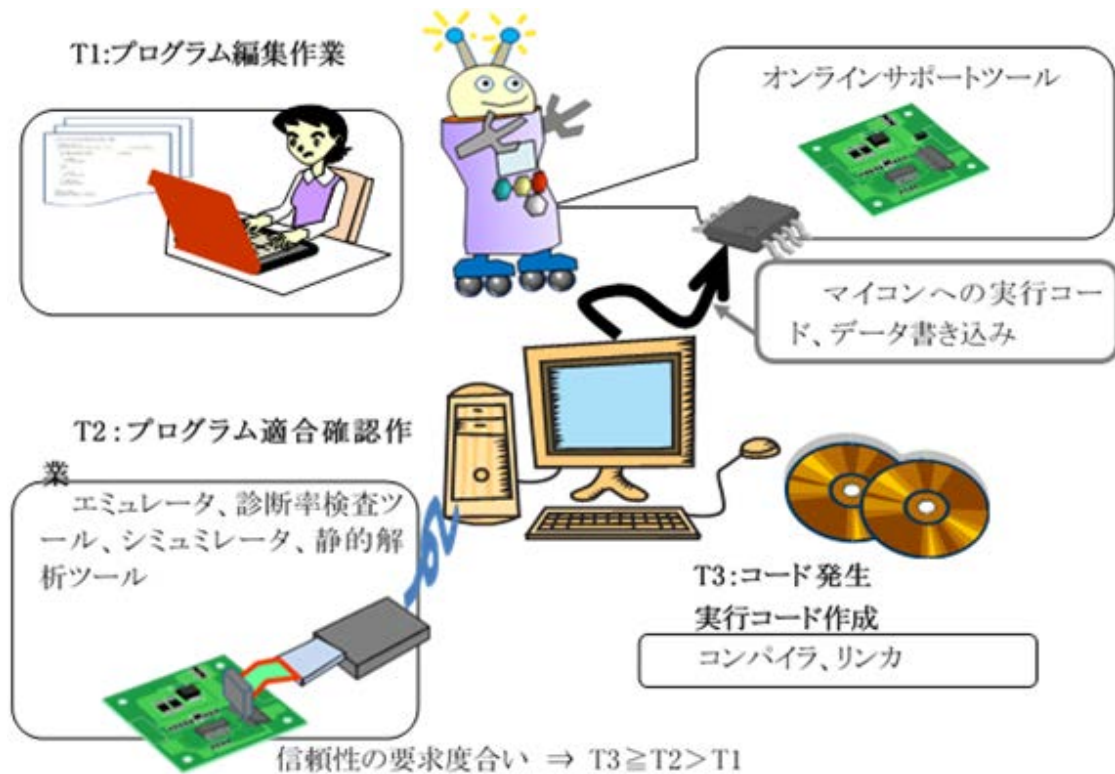 T1:プログラム編集作業
オンラインサポートツール
マイコンへの実行コー
ド、データ書き込み
T2:プログラム適合確認作
業
エミュレータ、診断率検査ツ
ール、シミュミレータ、静的解
析ツール
T3:コード発生
実行コード作成
コンパイラ、リンカ
信頼性の要求度合い ⇒ T3≧T2>T1